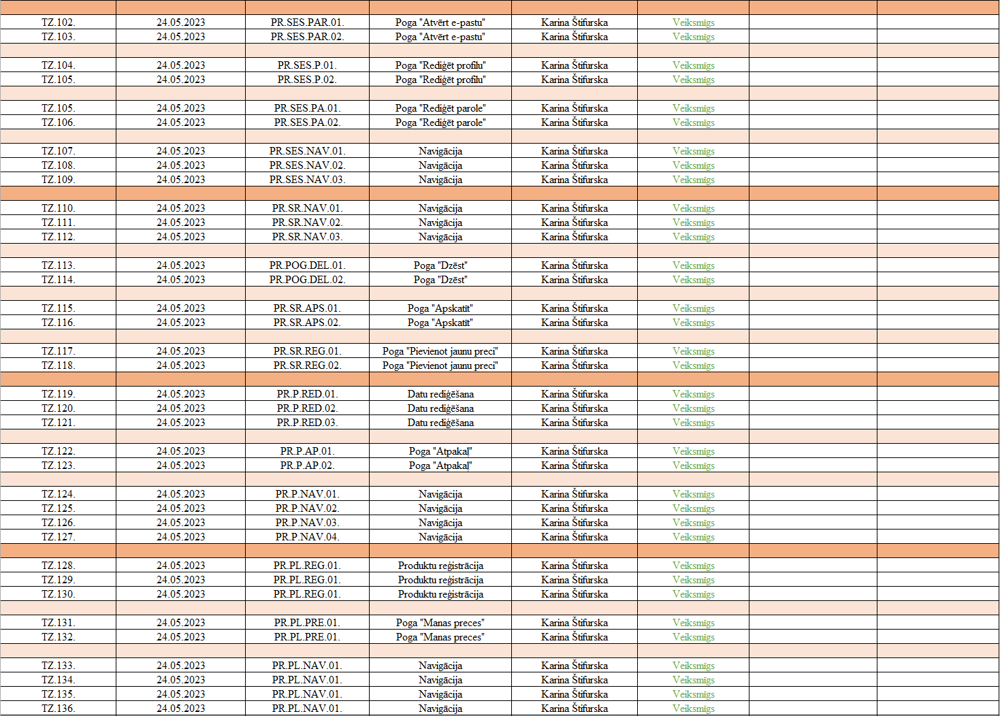 TZ.102. 24.05.2023 PR.SES.PAR.01. Poga "Atvērt e-pastu" Karina Štifurska Veiksmīgs
TZ.103. 24.05.2023 PR.SES.PAR.02. Poga "Atvērt e-pastu" Karina Štifurska Veiksmīgs
TZ.104. 24.05.2023 PR.SES.P.01. Poga "Rediģēt profilu" Karina Štifurska Veiksmīgs
TZ.105. 24.05.2023 PR.SES.P.02. Poga "Rediģēt profilu" Karina Štifurska Veiksmīgs
TZ.105. 24.05.2023 PR.SES.PA.01. Poga "Rediģēt parole" Karina Štifurska Veiksmīgs
TZ.106. 24.05.2023 PR.SES.PA.02. Poga "Rediģēt parole" Karina Štifurska Veiksmīgs
TZ.107. 24.05.2023 PR.SES.NAV.01. Navigācija Karina Štifurska Veiksmīgs
TZ.108. 24.05.2023 PR.SES.NAV.02. Navigācija Karina Štifurska Veiksmīgs
TZ.109. 24.05.2023 PR.SES.NAV.03. Navigācija Karina Štifurska Veiksmīgs
TZ.110. 24.05.2023 PR.SR.NAV.01. Navigācija Karina Štifurska Veiksmīgs
TZ.111. 24.05.2023 PR.SR.NAV.02. Navigācija Karina Štifurska Veiksmīgs
TZ.112. 24.05.2023 PR.SR.NAV.03. Navigācija Karina Štifurska Veiksmīgs
TZ.113. 24.05.2023 PR.POG.DEL.01. Poga "Dzēst" Karina Štifurska Veiksmīgs
TZ.114. 24.05.2023 PR.POG.DEL.02. Poga "Dzēst" Karina Štifurska Veiksmīgs
TZ.115. 24.05.2023 PR.SR.APS.01. Poga "Apskatīt" Karina Štifurska Veiksmīgs
TZ.116. 24.05.2023 PR.SR.APS.02. Poga "Apskatīt" Karina Štifurska Veiksmīgs
TZ.117. 24.05.2023 PR.SR.REG.01. Poga "Pievienot jaunu preci" Karina Štifurska Veiksmīgs
TZ.118. 24.05.2023 PR.SR.REG.02. Poga "Pievienot jaunu preci" Karina Štifurska Veiksmīgs
TZ.119. 24.05.2023 PR.P.RED.01. Datu rediģēšana Karina Štifurska Veiksmīgs
TZ.120. 24.05.2023 PR.P.RED.02. Datu rediģēšana Karina Štifurska Veiksmīgs
TZ.121. 24.05.2023 PR.P.RED.03. Datu rediģēšana Karina Štifurska Veiksmīgs
TZ.122. 24.05.2023 PR.P.AP.01. Poga "Atpakaļ" Karina Štifurska Veiksmīgs
TZ.123. 24.05.2023 PR.P.AP.02. Poga "Atpakaļ" Karina Štifurska Veiksmīgs
TZ.124. 24.05.2023 PR.P.NAV.01. Navigācija Karina Štifurska Veiksmīgs
TZ.125. 24.05.2023 PR.P.NAV.02. Navigācija Karina Štifurska Veiksmīgs
TZ.126. 24.05.2023 PR.P.NAV.03. Navigācija Karina Štifurska Veiksmīgs
TZ.127. 24.05.2023 PR.P.NAV.04. Navigācija Karina Štifurska Veiksmīgs
TZ.128. 24.05.2023 PR.PL.REG.01. Produktu reģistrācija Karina Štifurska Veiksmīgs
TZ.129. 24.05.2023 PR.PL.REG.01. Produktu reģistrācija Karina Štifurska Veiksmīgs
TZ.130. 24.05.2023 PR.PL.REG.01. Produktu reģistrācija Karina Štifurska Veiksmīgs
TZ.131. 24.05.2023 PR.PL.PRE.01. Poga "Manas preces" Karina Štifurska Veiksmīgs
TZ.132. 24.05.2023 PR.PL.PRE.01. Poga "Manas preces" Karina Štifurska Veiksmīgs
TZ.133. 24.05.2023 PR.PL.NAV.01. Navigācija Karina Štifurska Veiksmīgs
TZ.134. 24.05.2023 PR.PL.NAV.01. Navigācija Karina Štifurska Veiksmīgs
TZ.135. 24.05.2023 PR.PL.NAV.01. Navigācija Karina Štifurska Veiksmīgs
TZ.136. 24.05.2023 PR.PL.NAV.01. Navigācija Karina Štifurska Veiksmīgs